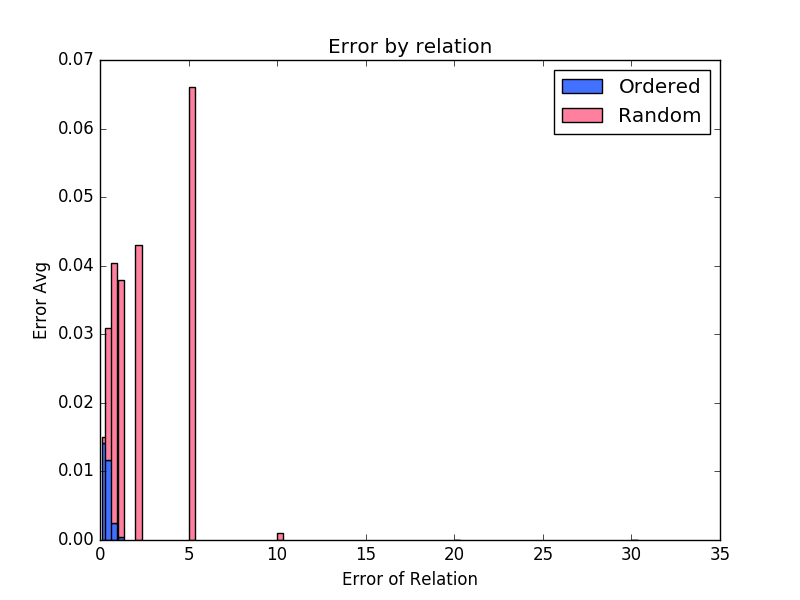 Error by relation
Ordered
Random
Error Avg
0.07
0.06
0.05
0.04
0.03
0.02
0.01
0.00
0 5 10 15 20 25 30 35
Error of Relation